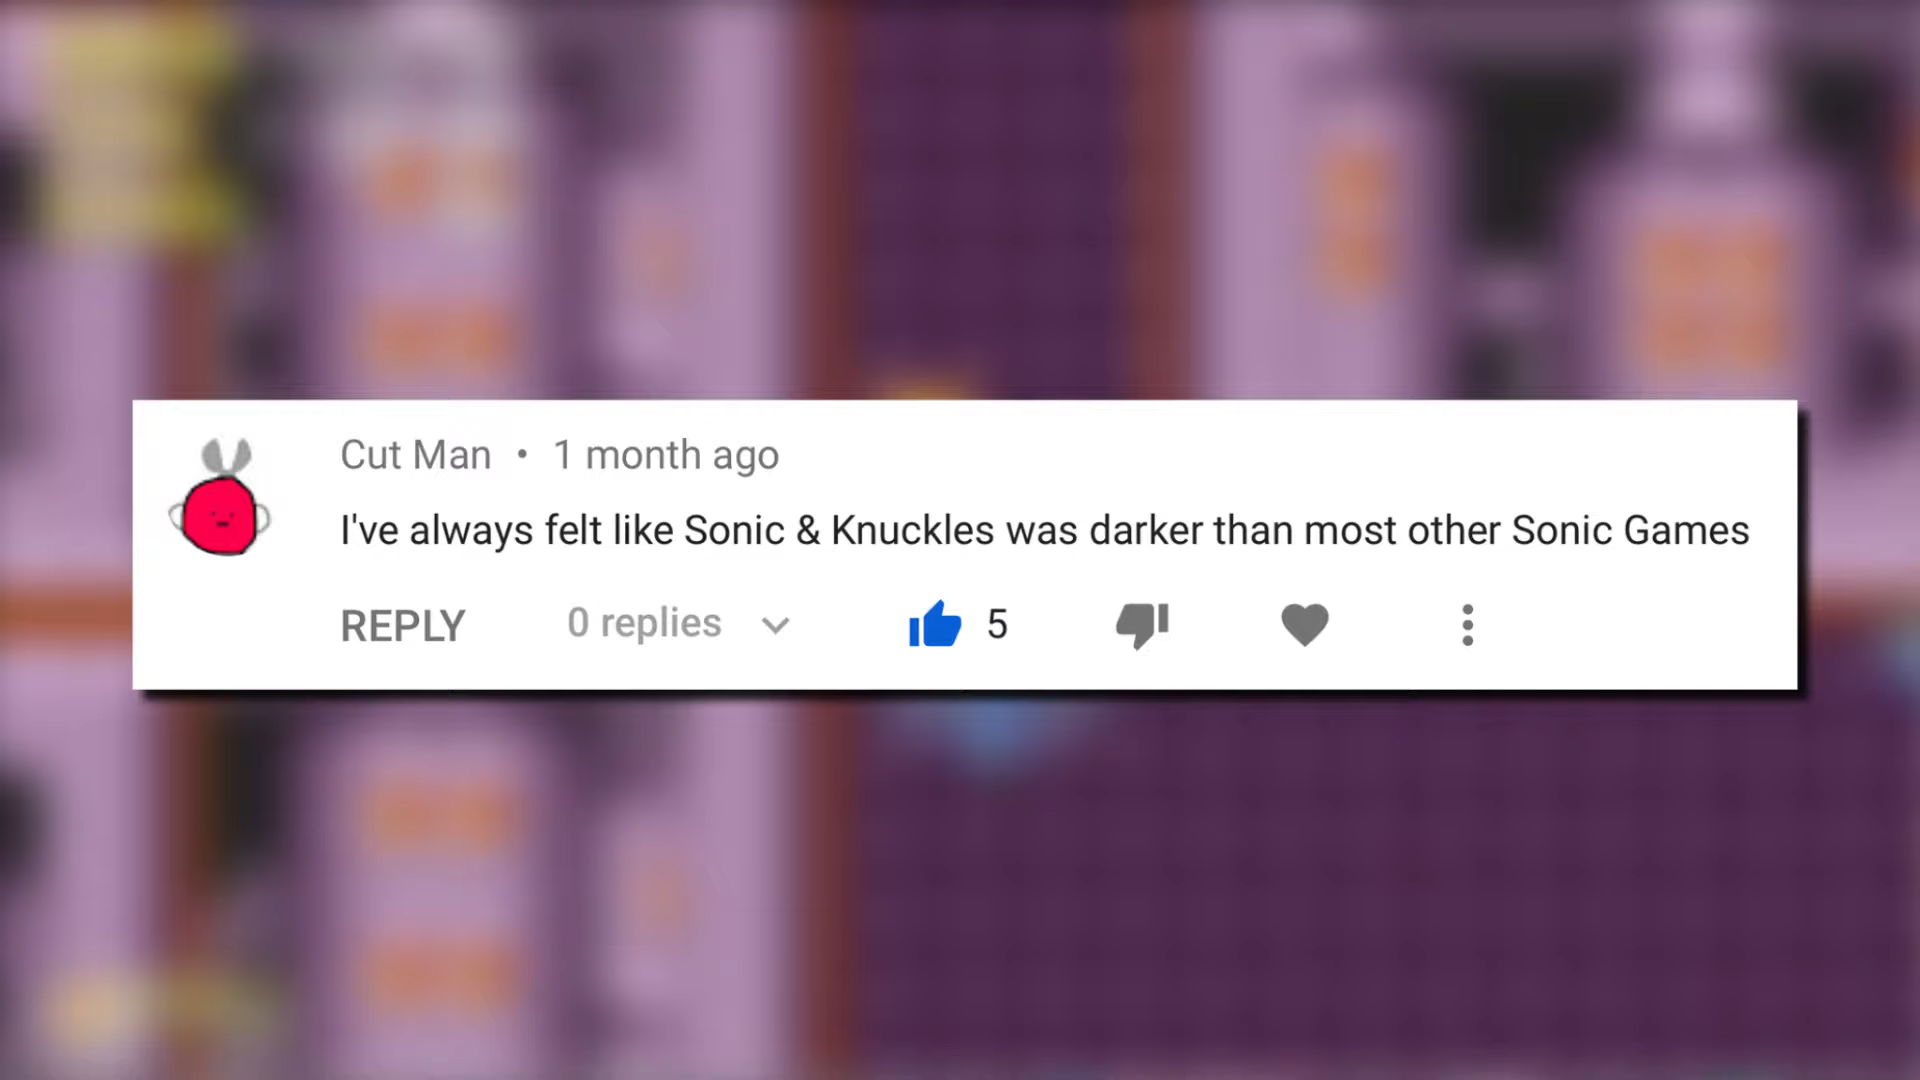 Cut Man • 1 month ago
I've always felt like Sonic & Knuckles was darker than most other Sonic Games
REPLY 0 replies 5